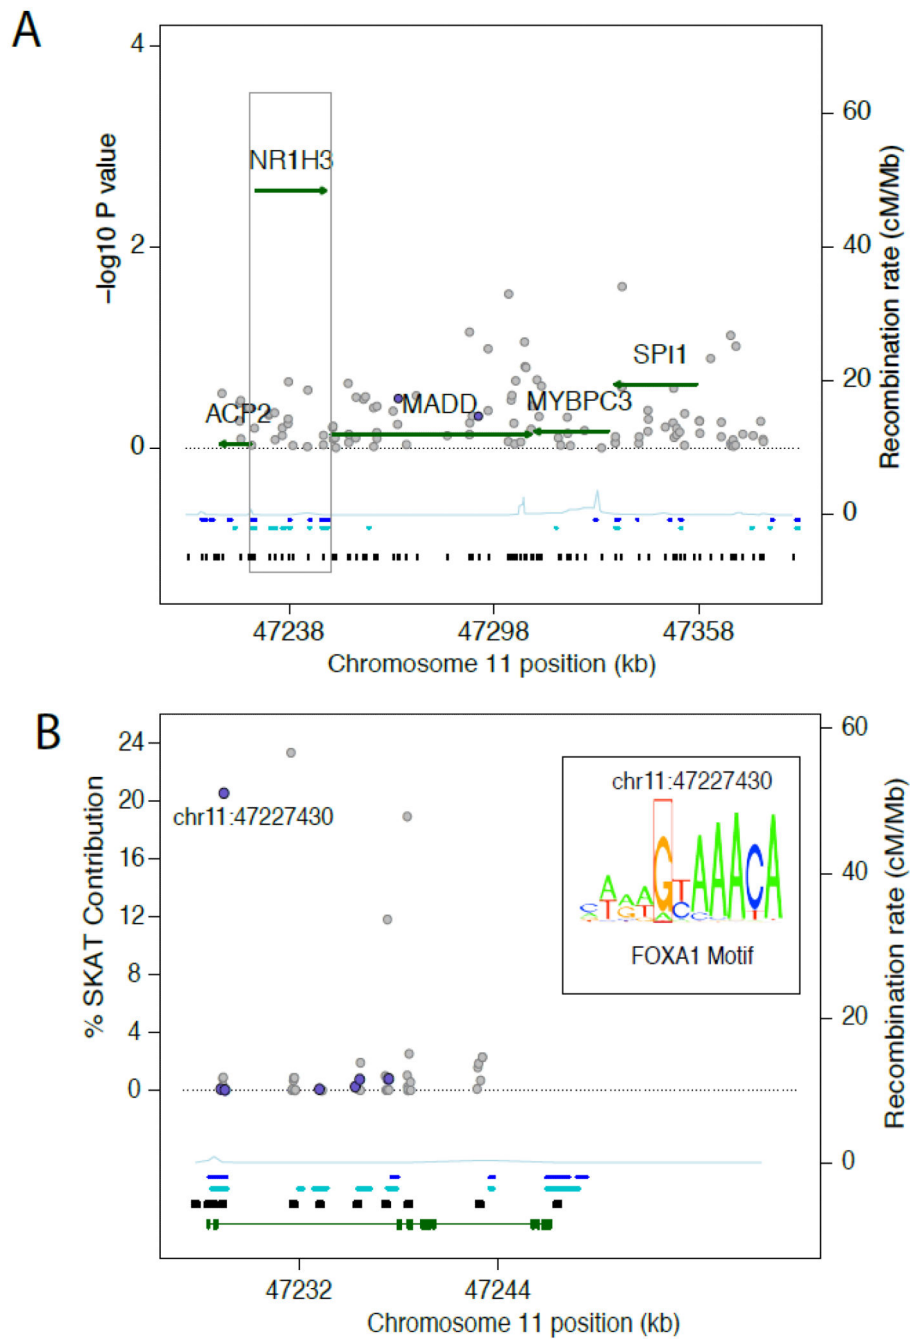 A
4
2
0
−log10 P value
60
40
20
0
Recombination rate (cM/Mb)
NR1H3
SPI1
ACP2
MADD
MYBPC3
47238
47298
47358
Chromosome 11 position (kb)
B
24
20
16
12
8
4
0
% SKAT Contribution
60
40
20
0
Recombination rate (cM/Mb)
chr11:47227430
chr11:47227430
FOXA1 Motif
47232
47244
Chromosome 11 position (kb)